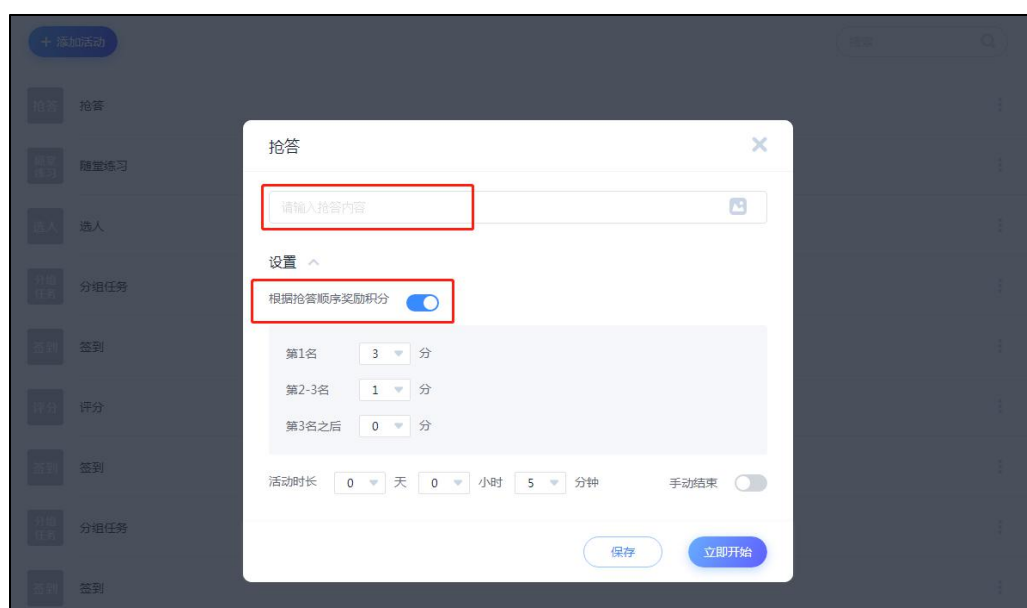 + 添加活动
搜索
抢答 抢答
抢答
请输入抢答内容
随堂练习 随堂练习
选人 选人
设置
分组任务 分组任务
根据抢答顺序奖励积分
签到 签到
第1名 3 分
第2-3名 1 分
评分 评分
第3名之后 0 分
签到 签到
活动时长 0 天 0 小时 5 分钟 手动结束
分组任务 分组任务
保存 立即开始
签到 签到